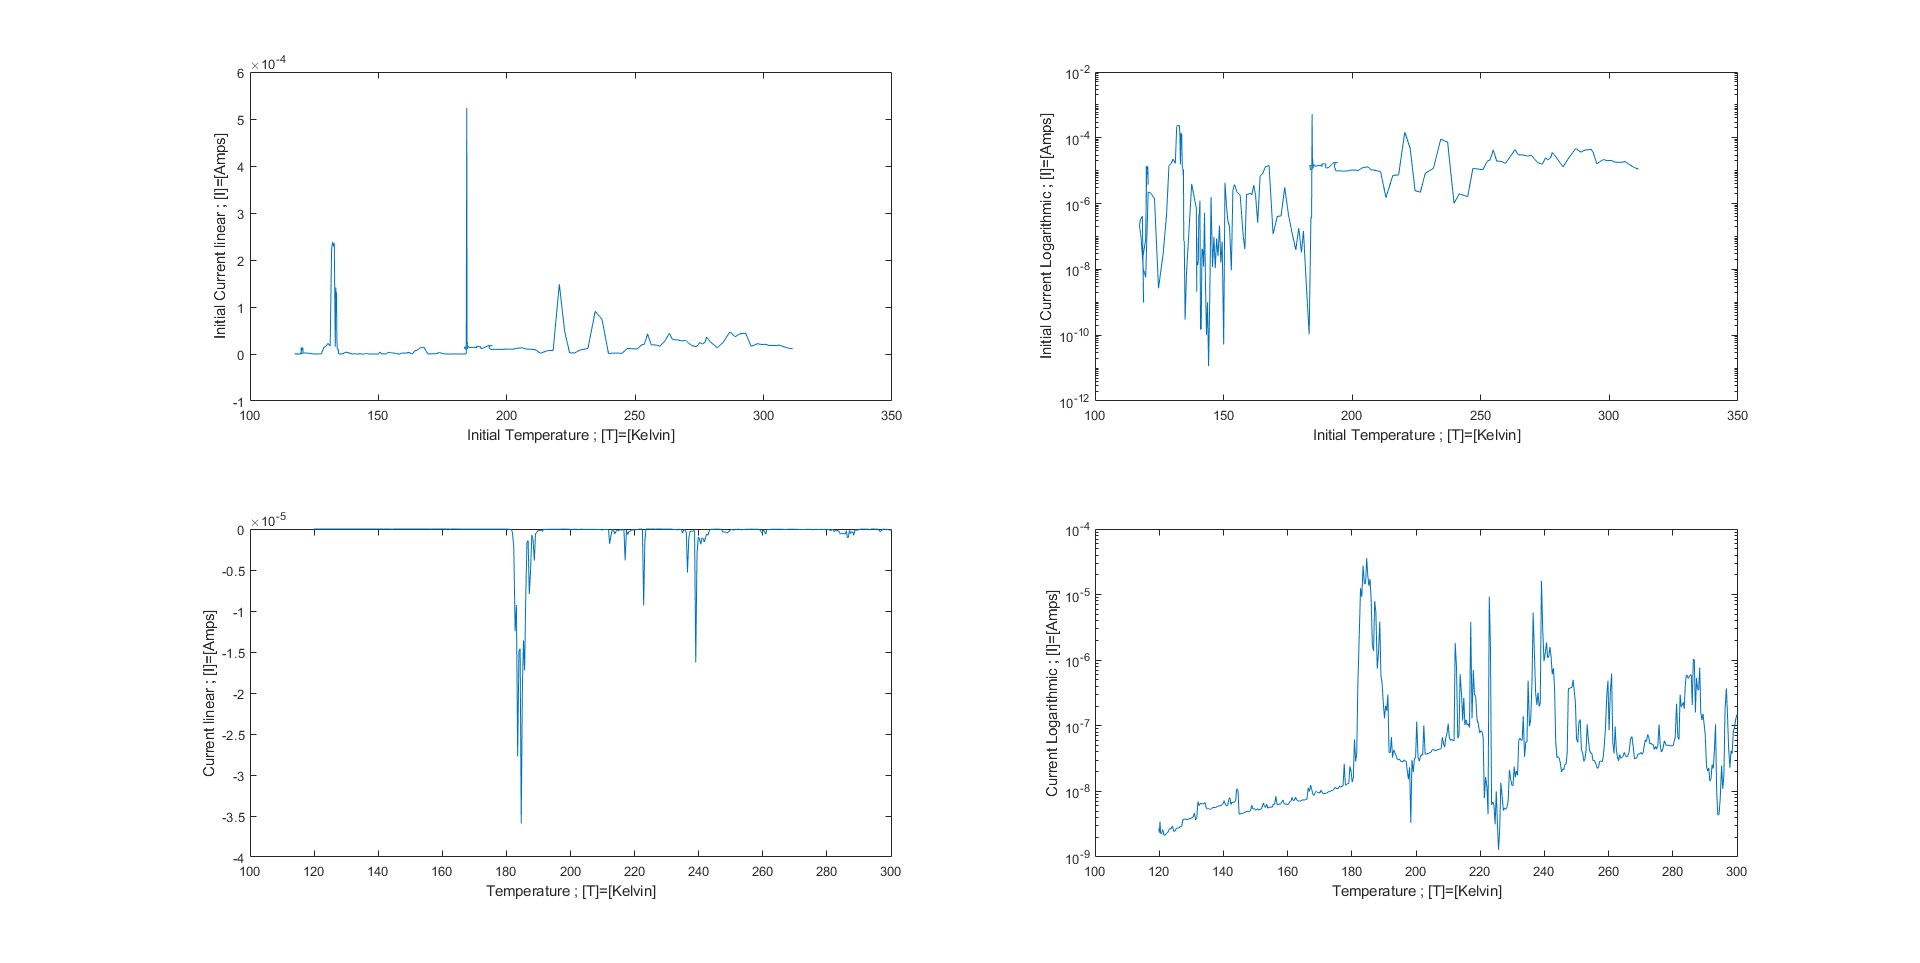 ×10-4
6
5
4
3
2
1
0
-1
100 150 200 250 300 350
Initial Temperature ; [T]=[Kelvin]
Initial Current linear ; [I]=[Amps]
10-2
10-4
10-6
10-8
10-10
10-12
100 150 200 250 300 350
Initial Temperature ; [T]=[Kelvin]
Initial Current Logarithmic ; [I]=[Amps]
×10-5
0
-0.5
-1
-1.5
-2
-2.5
-3
-3.5
-4
100 120 140 160 180 200 220 240 260 280 300
Temperature ; [T]=[Kelvin]
Current linear ; [I]=[Amps]
10-4
10-5
10-6
10-7
10-8
10-9
100 120 140 160 180 200 220 240 260 280 300
Temperature ; [T]=[Kelvin]
Current Logarithmic ; [I]=[Amps]